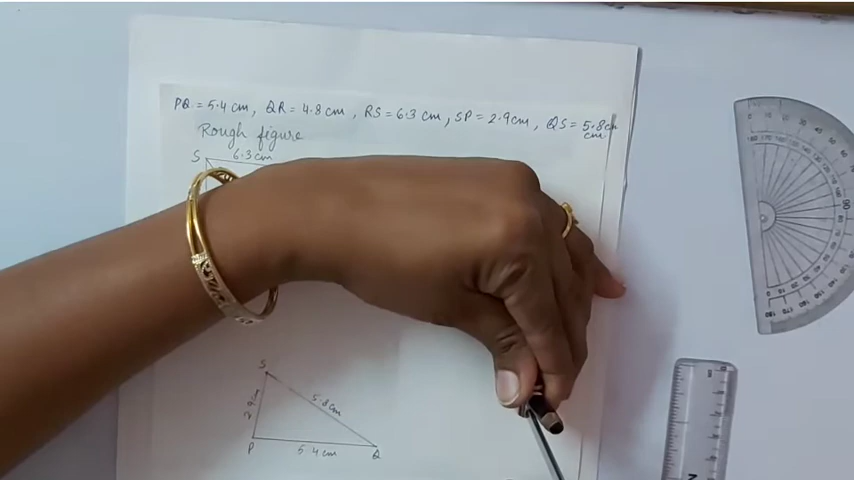 PQ = 5.4 cm, QR = 4.8 cm, RS = 6.3 cm, SP = 2.9 cm, QS = 5.8 cm
cm
Rough figure
S 6.3 cm
S
2.9 cm 5.8 cm
P 5.4 cm Q